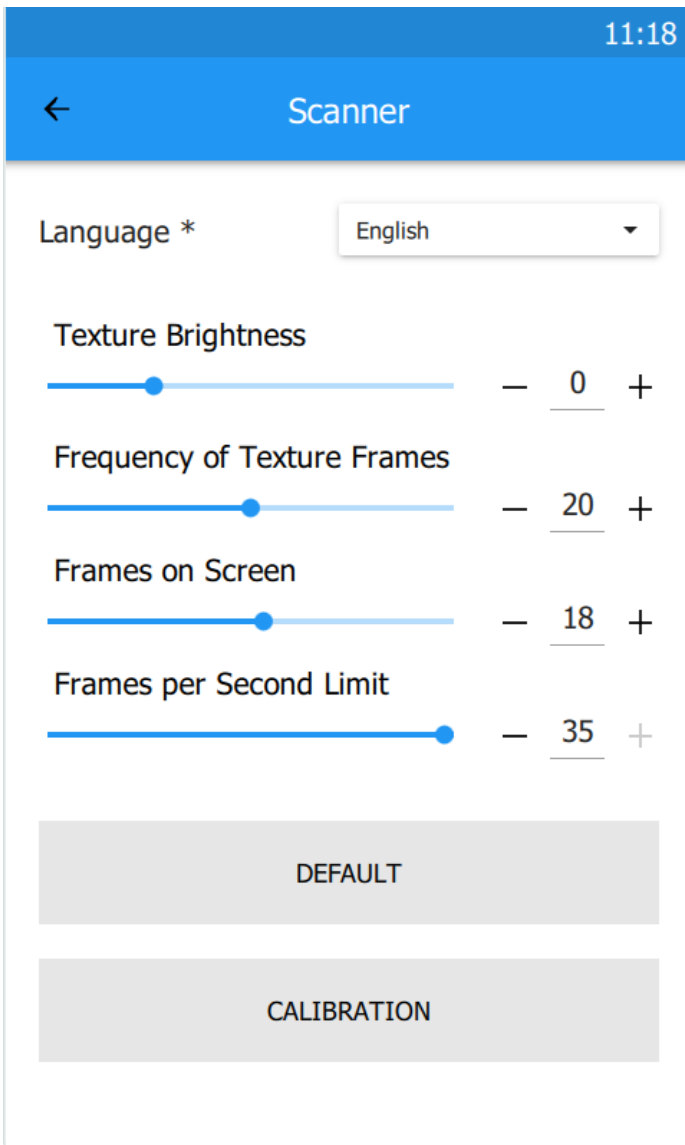 11:18
Scanner
Language *
English
Texture Brightness
0
Frequency of Texture Frames
20
Frames on Screen
18
Frames per Second Limit
35
DEFAULT
CALIBRATION